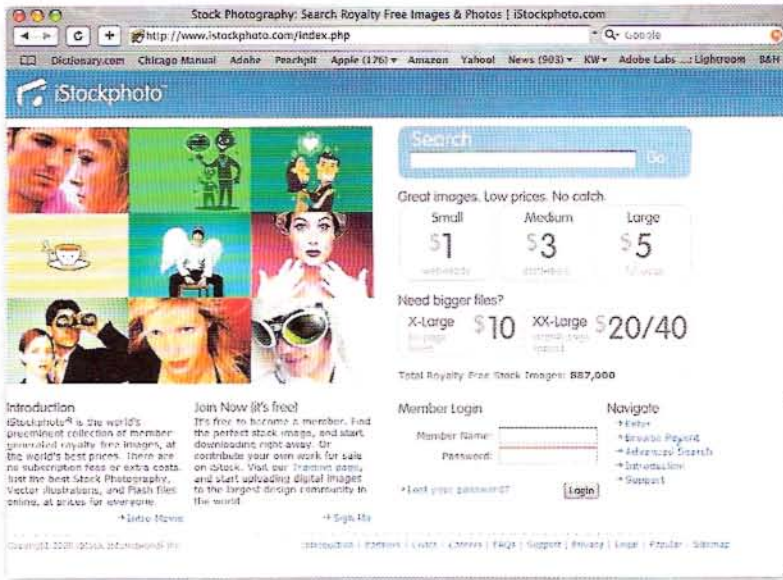 Stock Photography: Search Royalty Free Images & Photos | iStockphoto.com
http://www.istockphoto.com/index.php
Google
Dictionary.com Chicago Manual Adobe Peachpit Apple (176) Amazon Yahoo! News (903) KW Adobe Labs ...: Lightroom B&H
iStockphoto™
Search
Go
Great images. Low prices. No catch.
Small Medium Large
$1 $3 $5
Need bigger files?
X-Large $10 XX-Large $20/40
Total Royalty Free Stock Images: 887,000
Introduction
iStockphoto® is the world's
preeminent collection of member
generated royalty free images, at
the world's best prices. There are
no subscription fees or extra costs.
Just the best Stock Photography,
Vector illustrations, and Flash files
online, at prices for everyone.
Intro Movie
Join Now (it's free)
It's free to become a member. Find
the perfect stock image, and start
downloading right away. Or
contribute your own work for sale
on iStock. Visit our Training page,
and start uploading digital images
to the largest design community in
the world.
Sign Up
Member Login
Member Name:
Password:
Lost your password?
Login
Navigate
Enter
Browse Recent
Advanced Search
Introduction
Support
Introduction | Partners | | Careers | FAQs | Support | Privacy | Legal | Popular | Sitemap